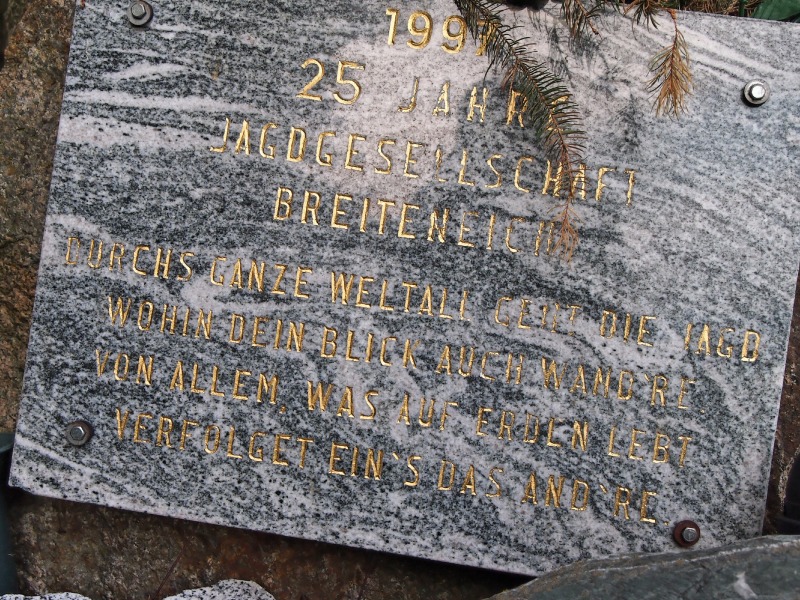 1997
25 JAHRE
JAGDGESELLSCHAFT
BREITENEICH
DURCHS GANZE WELTALL GEHT DIE JAGD
WOHIN DEIN BLICK AUCH WAND`RE
VON ALLEM, WAS AUF ERDEN LEBT
VERFOLGET EIN`S DAS AND`RE.